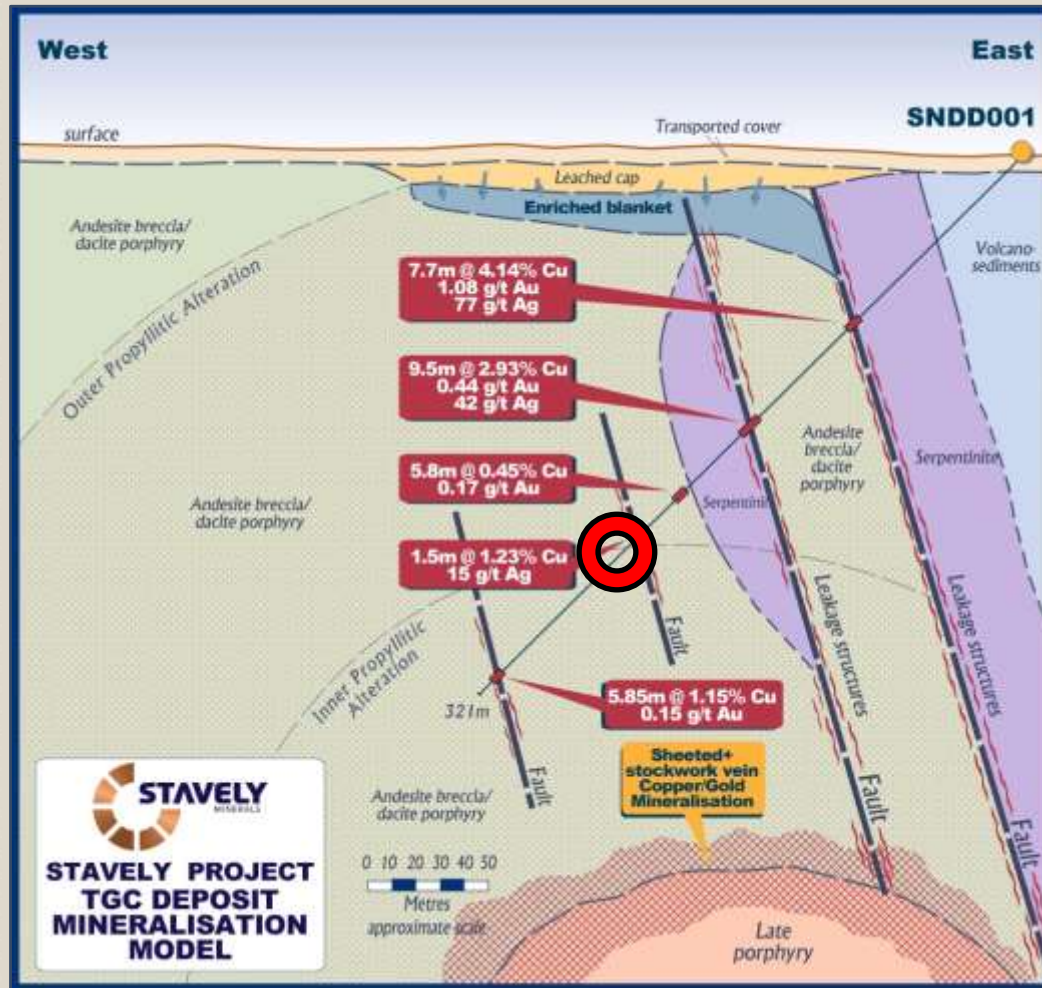 West
East
SNDD001
surface
Transported cover
Leached cap
Enriched blanket
Andesite breccla/
dacite porphyry
Volcano-
sediments
Outer Propyllitic Alteration
7.7m @ 4.14% Cu
1.08 g/t Au
77 g/t Ag
9.5m @ 2.93% Cu
0.44 g/t Au
42 g/t Ag
Andesite
breccla/
dacite
porphyry
Serpentinite
5.8m @ 0.45% Cu
0.17 g/t Au
Serpentinite
Andesite breccla/
dacite porphyry
1.5m @ 1.23% Cu
15 g/t Ag
Leakage structures
Leakage structures
Fault
Inner Propyllitic
Alteration
321m
5.85m @ 1.15% Cu
0.15 g/t Au
Fault
Sheeted+
stockwork vein
Copper/Gold
Mineralisation
Fault
Fault
STAVELY
MINERALS
STAVELY PROJECT
TGC DEPOSIT
MINERALISATION
MODEL
Andesite breccla/
dacite porphyry
0 10 20 30 40 50
Metres
approximate scale
Late
porphyry